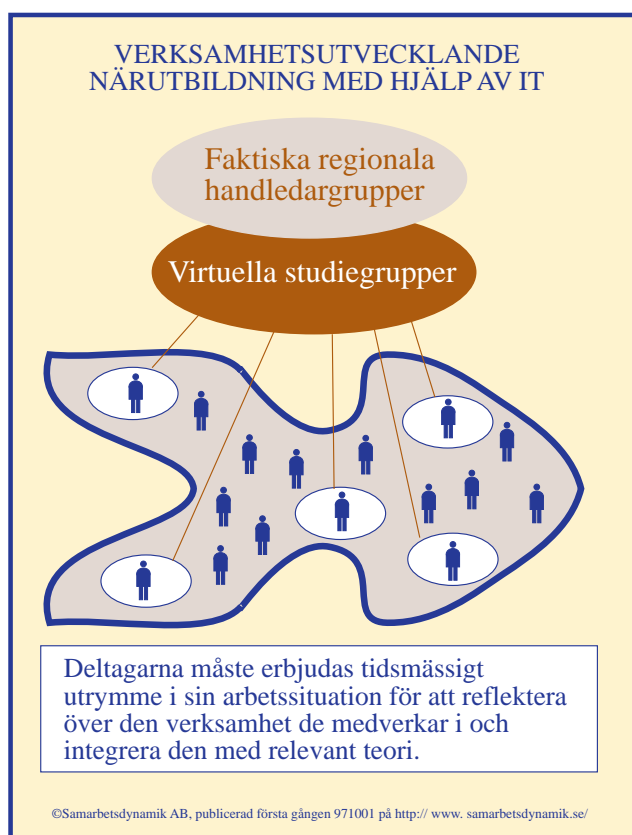 VERKSAMHETSUTVECKLANDE
NÄRUTBILDNING MED HJÄLP AV IT
Faktiska regionala
handledargrupper
Virtuella studiegrupper
Deltagarna måste erbjudas tidsmässigt
utrymme i sin arbetssituation för att reflektera
över den verksamhet de medverkar i och
integrera den med relevant teori.
©Samarbetsdynamik AB, publicerad första gången 971001 på http:// www. samarbetsdynamik.se/